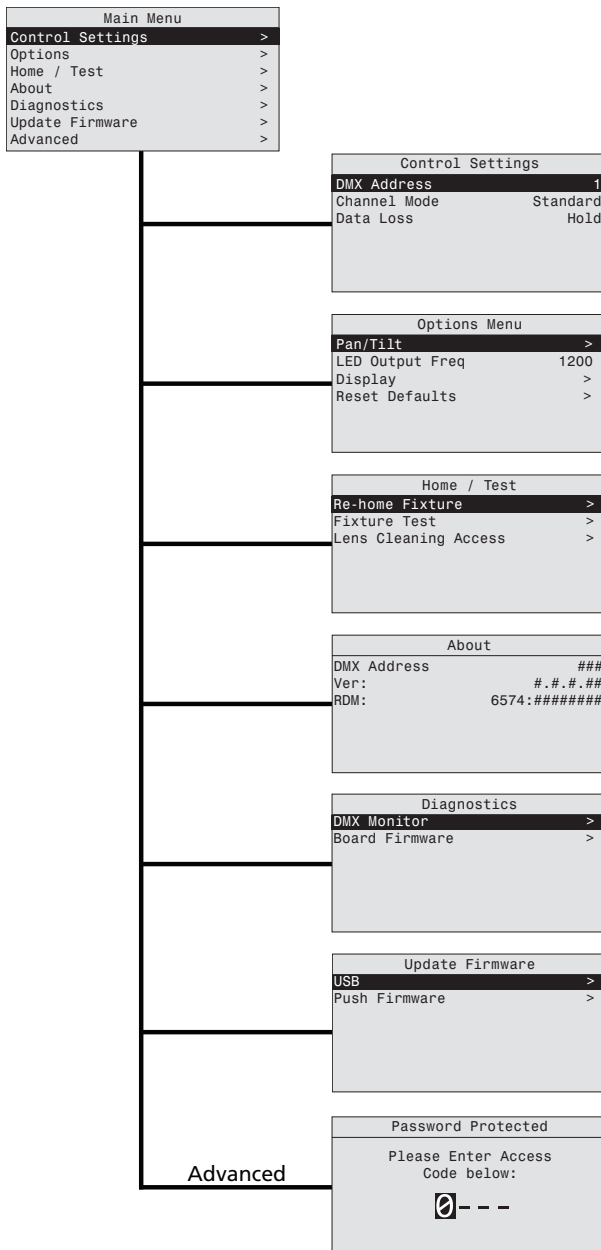 Main Menu
Control Settings >
Options >
Home / Test >
About >
Diagnostics >
Update Firmware >
Advanced >
Control Settings
DMX Address 1
Channel Mode Standard
Data Loss Hold
Options Menu
Pan/Tilt >
LED Output Freq 1200
Display >
Reset Defaults >
Home / Test
Re-home Fixture >
Fixture Test >
Lens Cleaning Access >
About
DMX Address ###
Ver: #.#.#.##
RDM: 6574:########
Diagnostics
DMX Monitor >
Board Firmware >
Update Firmware
USB >
Push Firmware >
Advanced
Password Protected
Please Enter Access
Code below:
0---